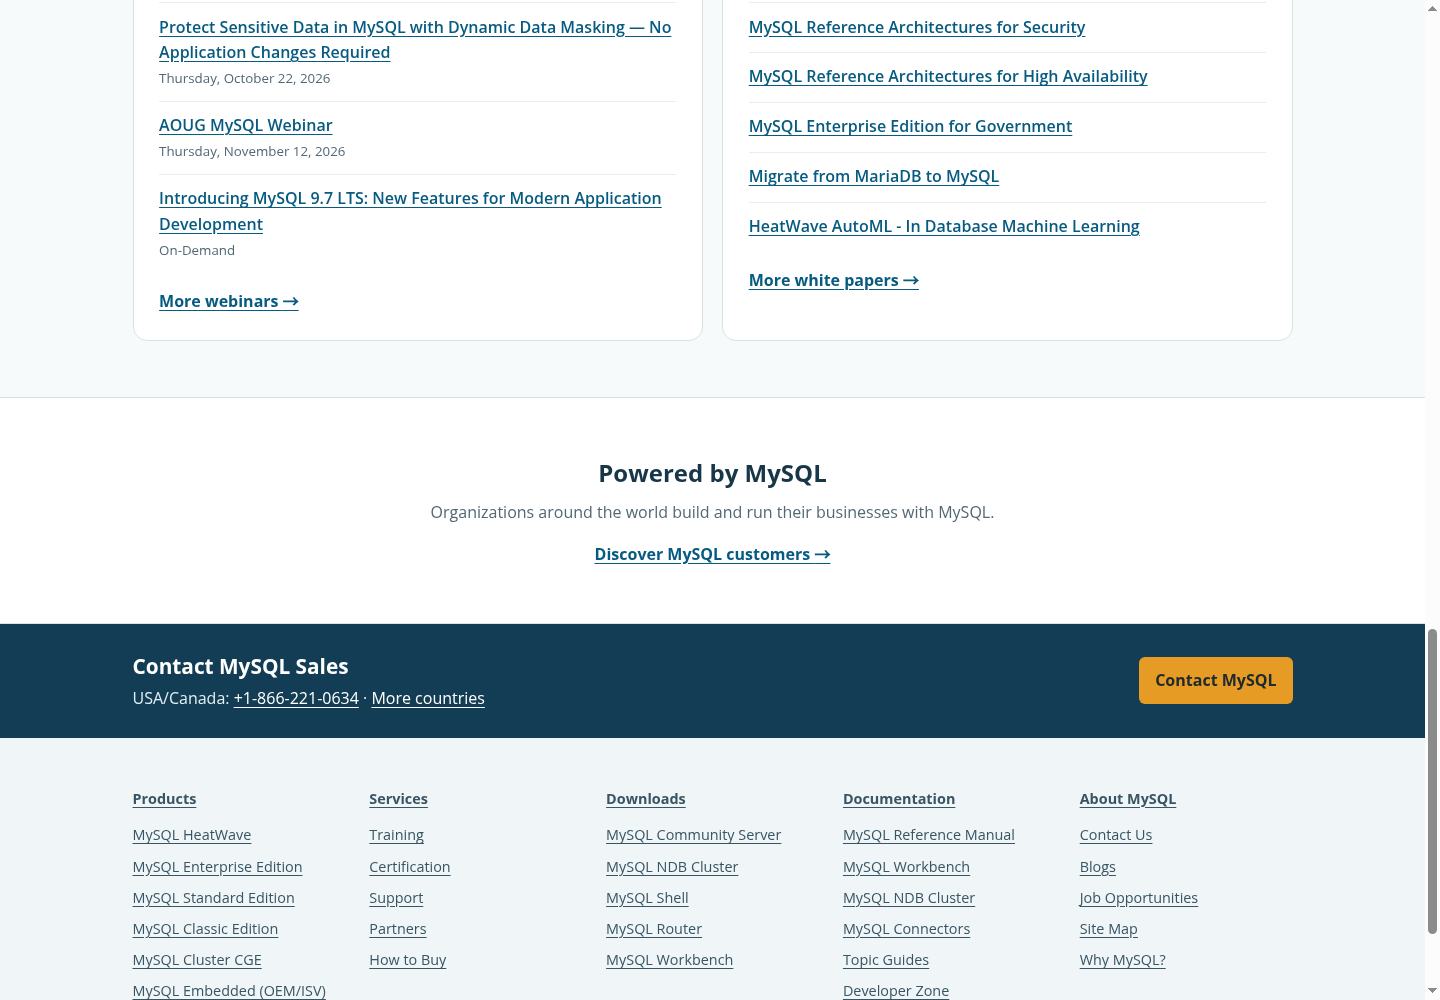 Protect Sensitive Data in MySQL with Dynamic Data Masking — No
Application Changes Required
Thursday, October 22, 2026
AOUG MySQL Webinar
Thursday, November 12, 2026
Introducing MySQL 9.7 LTS: New Features for Modern Application
Development
On-Demand
More webinars →
MySQL Reference Architectures for Security
MySQL Reference Architectures for High Availability
MySQL Enterprise Edition for Government
Migrate from MariaDB to MySQL
HeatWave AutoML - In Database Machine Learning
More white papers →
Powered by MySQL
Organizations around the world build and run their businesses with MySQL.
Discover MySQL customers →
Contact MySQL Sales
USA/Canada: +1-866-221-0634 · More countries
Contact MySQL
Products
MySQL HeatWave
MySQL Enterprise Edition
MySQL Standard Edition
MySQL Classic Edition
MySQL Cluster CGE
MySQL Embedded (OEM/ISV)
Services
Training
Certification
Support
Partners
How to Buy
Downloads
MySQL Community Server
MySQL NDB Cluster
MySQL Shell
MySQL Router
MySQL Workbench
Documentation
MySQL Reference Manual
MySQL Workbench
MySQL NDB Cluster
MySQL Connectors
Topic Guides
Developer Zone
About MySQL
Contact Us
Blogs
Job Opportunities
Site Map
Why MySQL?